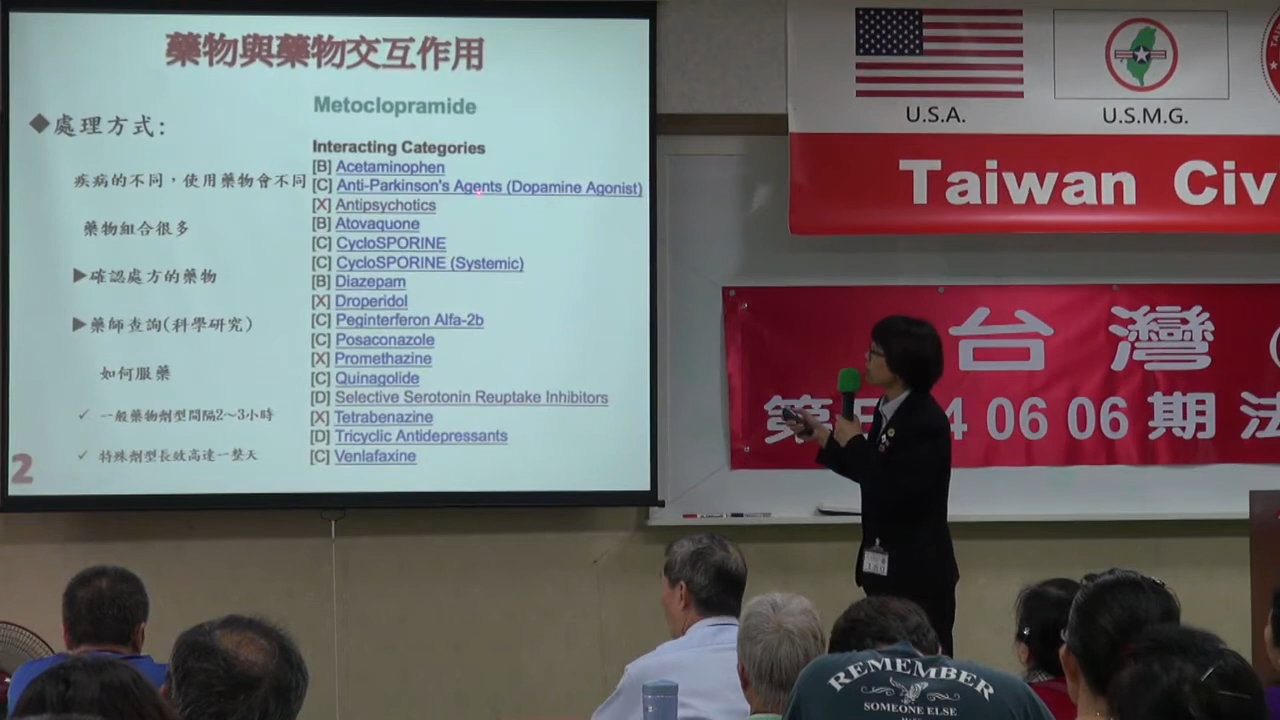 藥物與藥物交互作用
◆處理方式:
疾病的不同,使用藥物會不同
藥物組合很多
▶確認處方的藥物
▶藥師查詢(科學研究)
如何服藥
✓ 一般藥物劑型間隔2~3小時
✓ 特殊劑型長效高達一整天
2
Metoclopramide
Interacting Categories
[B] Acetaminophen
[C] Anti-Parkinson's Agents (Dopamine Agonist)
[X] Antipsychotics
[B] Atovaquone
[C] CycloSPORINE
[C] CycloSPORINE (Systemic)
[B] Diazepam
[X] Droperidol
[C] Peginterferon Alfa-2b
[C] Posaconazole
[X] Promethazine
[C] Quinagolide
[D] Selective Serotonin Reuptake Inhibitors
[X] Tetrabenazine
[D] Tricyclic Antidepressants
[C] Venlafaxine
U.S.A.
U.S.M.G.
Taiwan Civ
台灣
第 4 06 06 期 法
REMEMBER
SOMEONE ELSE